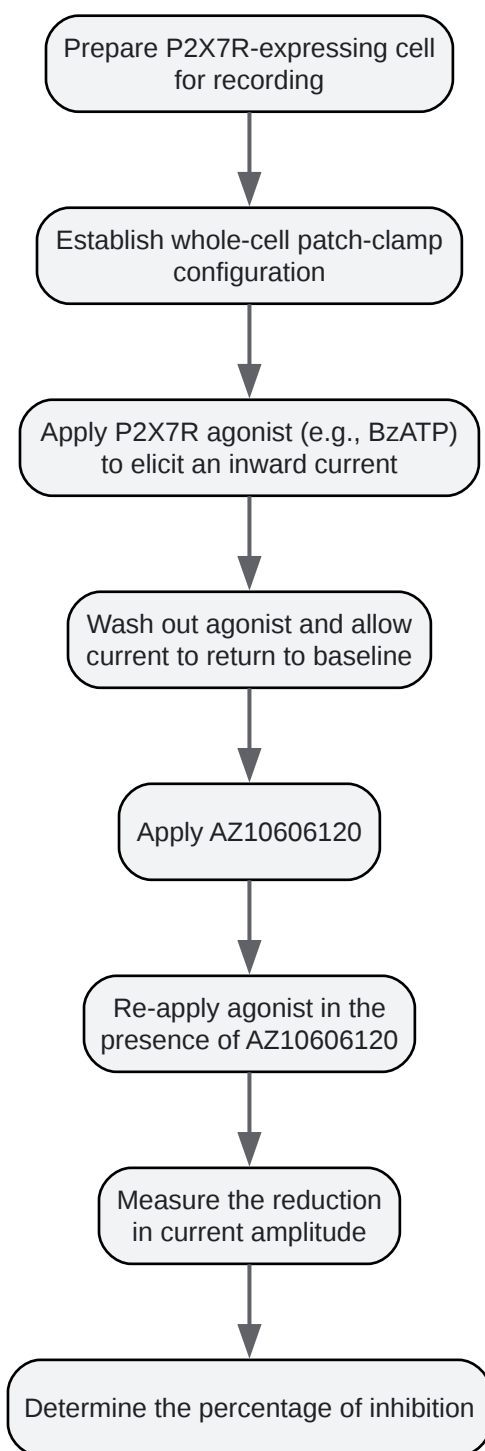 Prepare P2X7R-expressing cell
for recording
Establish whole-cell patch-clamp
configuration
Apply P2X7R agonist (e.g., BzATP)
to elicit an inward current
Wash out agonist and allow
current to return to baseline
Apply AZ10606120
Re-apply agonist in the
presence of AZ10606120
Measure the reduction
in current amplitude
Determine the percentage of inhibition